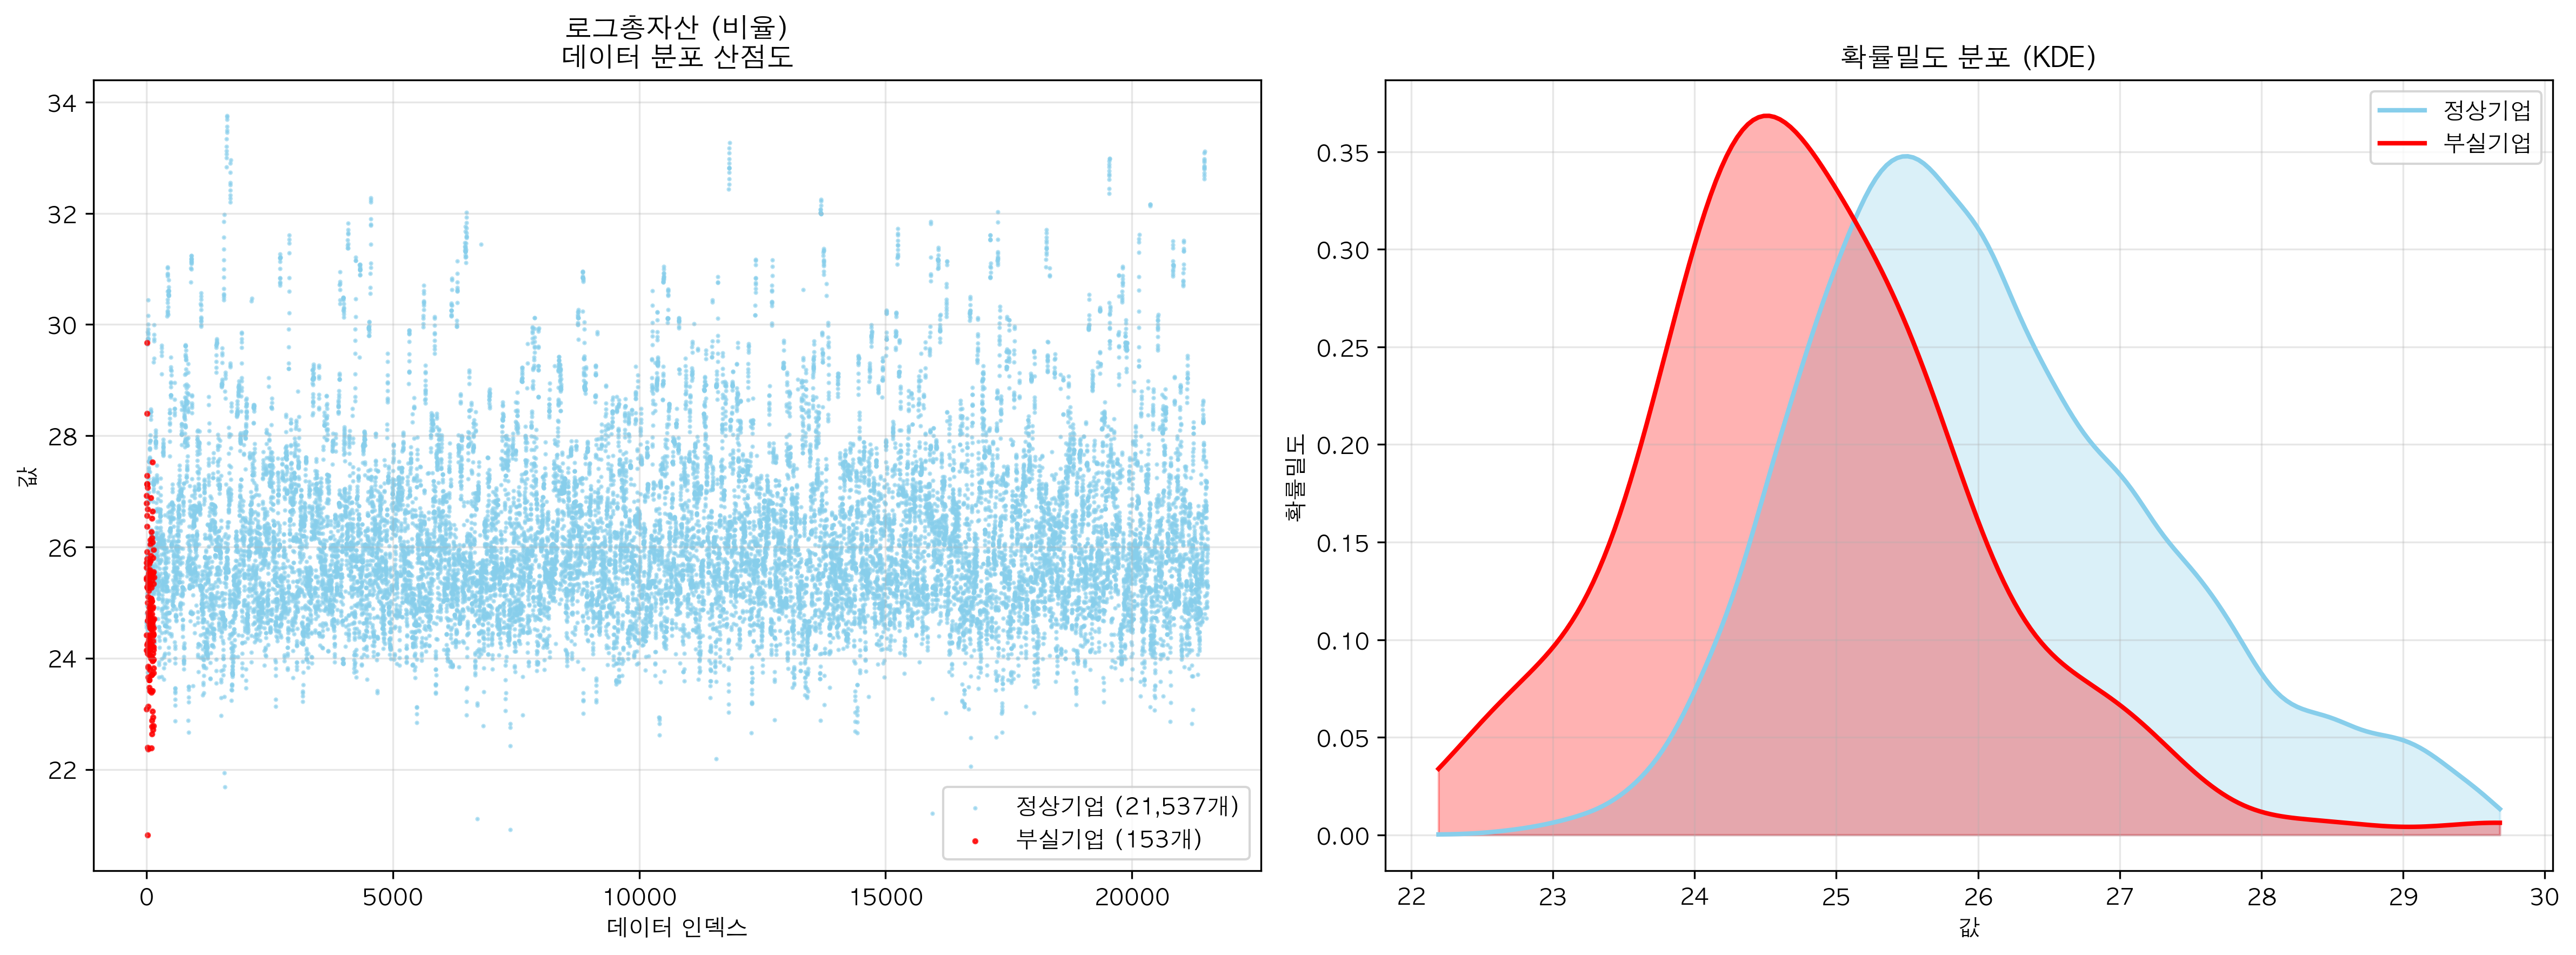 로그총자산 (비율)
데이터 분포 산점도
34
32
30
28
26
24
22
값
0
5000
10000
15000
20000
데이터 인덱스
정상기업 (21,537개)
부실기업 (153개)
확률밀도 분포 (KDE)
정상기업
부실기업
0.35
0.30
0.25
0.20
0.15
0.10
0.05
0.00
확률밀도
22
23
24
25
26
27
28
29
30
값